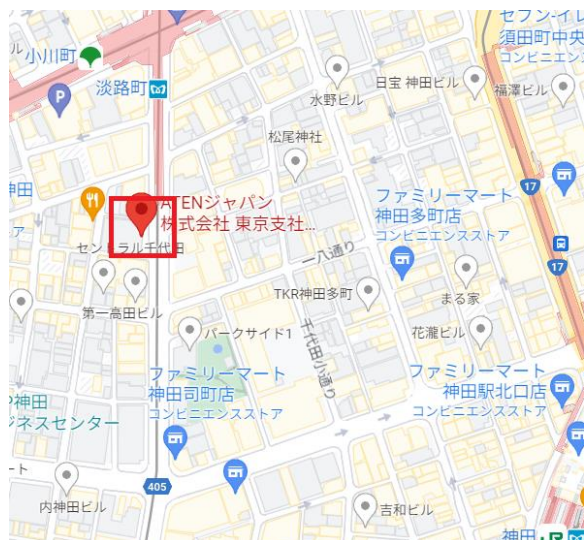 セブン-イレ
須田町中央
コンビニエン
小川町
淡路町
P
水野ビル
日宝 神田ビル
福澤ビル
松尾神社
神田
17
ATENジャパン
株式会社 東京支社...
ファミリーマート
神田多町店
コンビニエンスストア
セントラル千代田
一八通り
17
TKR神田多町
まる家
第一高田ビル
パークサイド1
千代田小通り
花瀧ビル
ファミリーマート
神田司町店
コンビニエンスストア
ファミリーマート
神田駅北口店
コンビニエンスストア
P神田
ジネスセンター
ート
405
内神田ビル
吉和ビル
神田